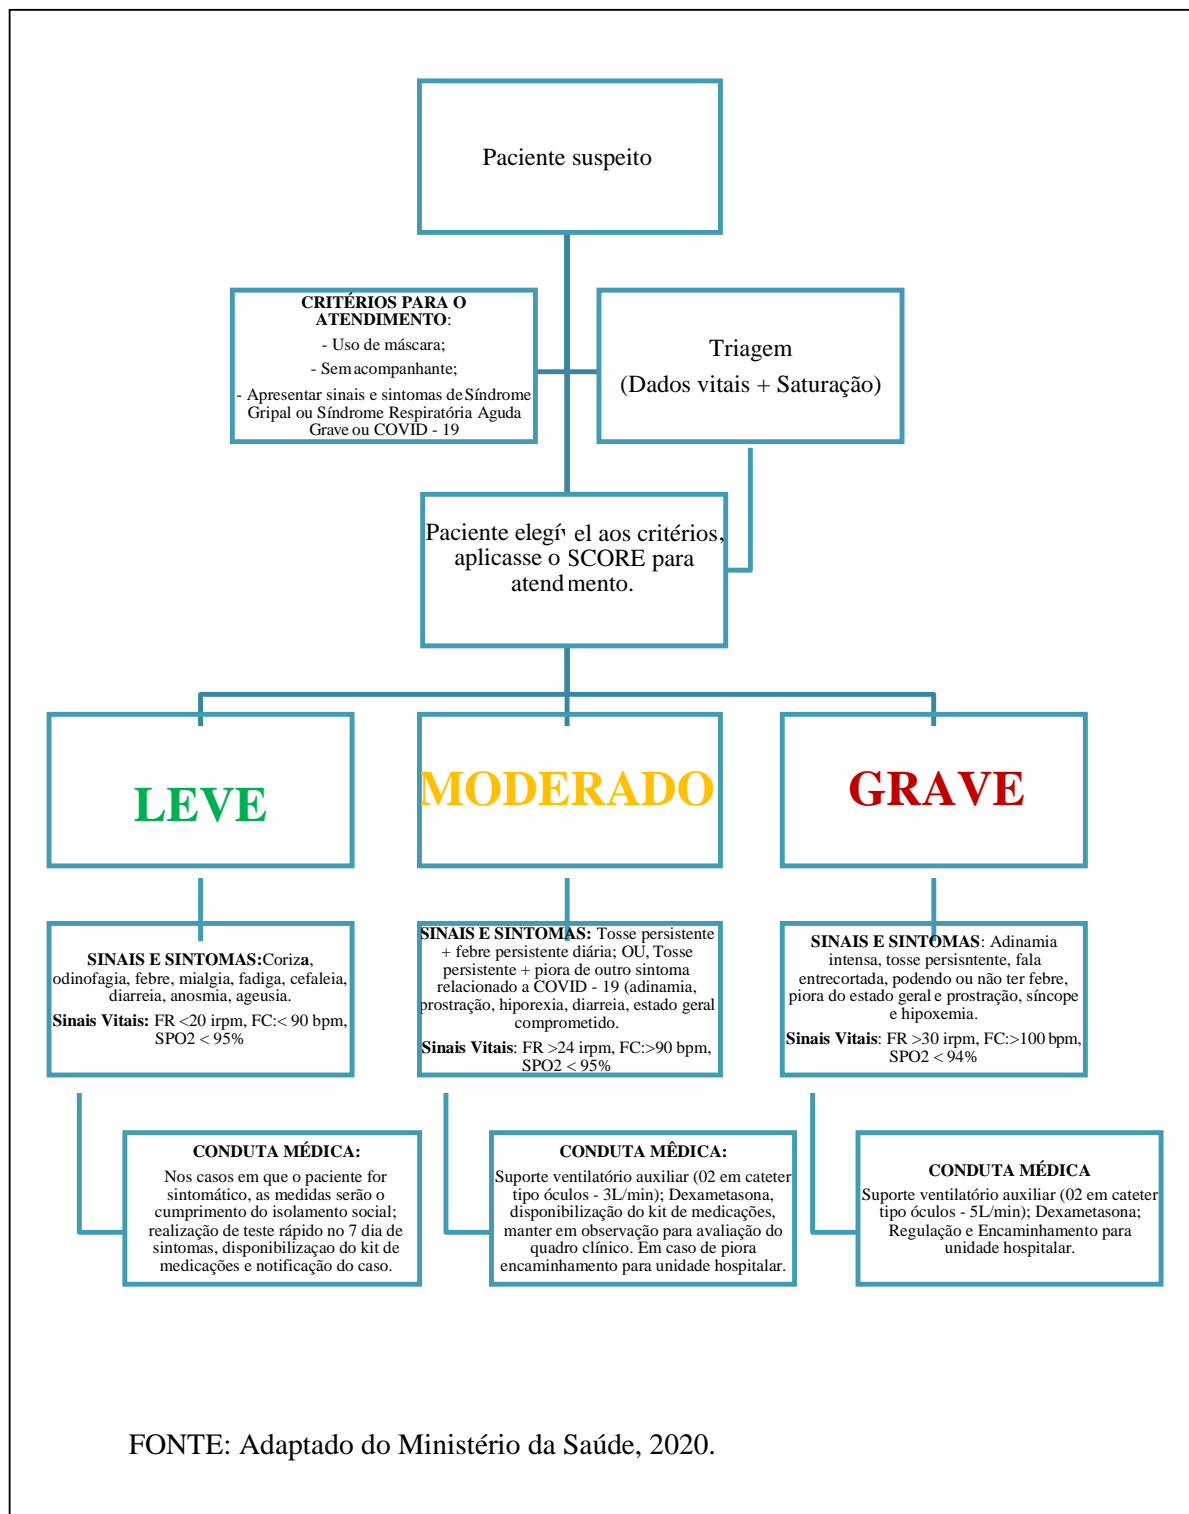 Paciente suspeito
CRITÉRIOS PARA O
ATENDIMENTO:
- Uso de máscara;
- Sem acompanhante;
- Apresentar sinais e sintomas de Síndrome
Gripal ou Síndrome Respiratória Aguda
Grave ou COVID - 19
Triagem
(Dados vitais + Saturação)
Paciente elegível aos critérios,
aplicasse o SCORE para
atendimento.
LEVE
MODERADO
GRAVE
SINAIS E SINTOMAS:Coriza,
odinofagia, febre, mialgia, fadiga, cefaleia,
diarreia, anosmia, ageusia.
Sinais Vitais: FR <20 irpm, FC:< 90 bpm,
SPO2 < 95%
SINAIS E SINTOMAS: Tosse persistente
+ febre persistente diária; OU, Tosse
persistente + piora de outro sintoma
relacionado a COVID - 19 (adinamia,
prostração, hiporexia, diarreia, estado geral
comprometido.
Sinais Vitais: FR >24 irpm, FC:>90 bpm,
SPO2 < 95%
SINAIS E SINTOMAS: Adinamia
intensa, tosse persisntente, fala
entrecortada, podendo ou não ter febre,
piora do estado geral e prostração, síncope
e hipoxemia.
Sinais Vitais: FR >30 irpm, FC:>100 bpm,
SPO2 < 94%
CONDUTA MÉDICA:
Nos casos em que o paciente for
sintomático, as medidas serão o
cumprimento do isolamento social;
realização de teste rápido no 7 dia de
sintomas, disponibilizaçao do kit de
medicações e notificação do caso.
CONDUTA MÊDICA:
Suporte ventilatório auxiliar (02 em cateter
tipo óculos - 3L/min); Dexametasona,
disponibilização do kit de medicações,
manter em observação para avaliação do
quadro clínico. Em caso de piora
encaminhamento para unidade hospitalar.
CONDUTA MÉDICA
Suporte ventilatório auxiliar (02 em cateter
tipo óculos - 5L/min); Dexametasona;
Regulação e Encaminhamento para
unidade hospitalar.
FONTE: Adaptado do Ministério da Saúde, 2020.